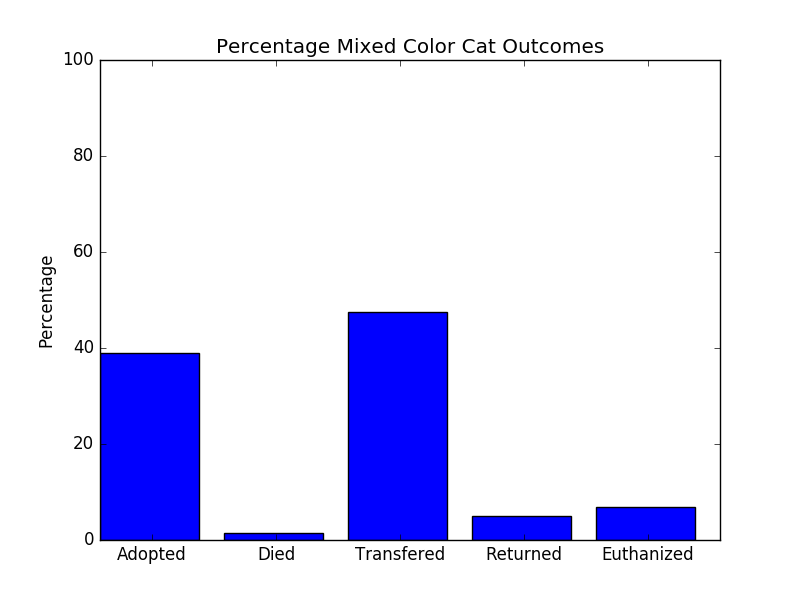 Percentage Mixed Color Cat Outcomes
100
80
60
40
20
0
Percentage
Adopted Died Transfered Returned Euthanized